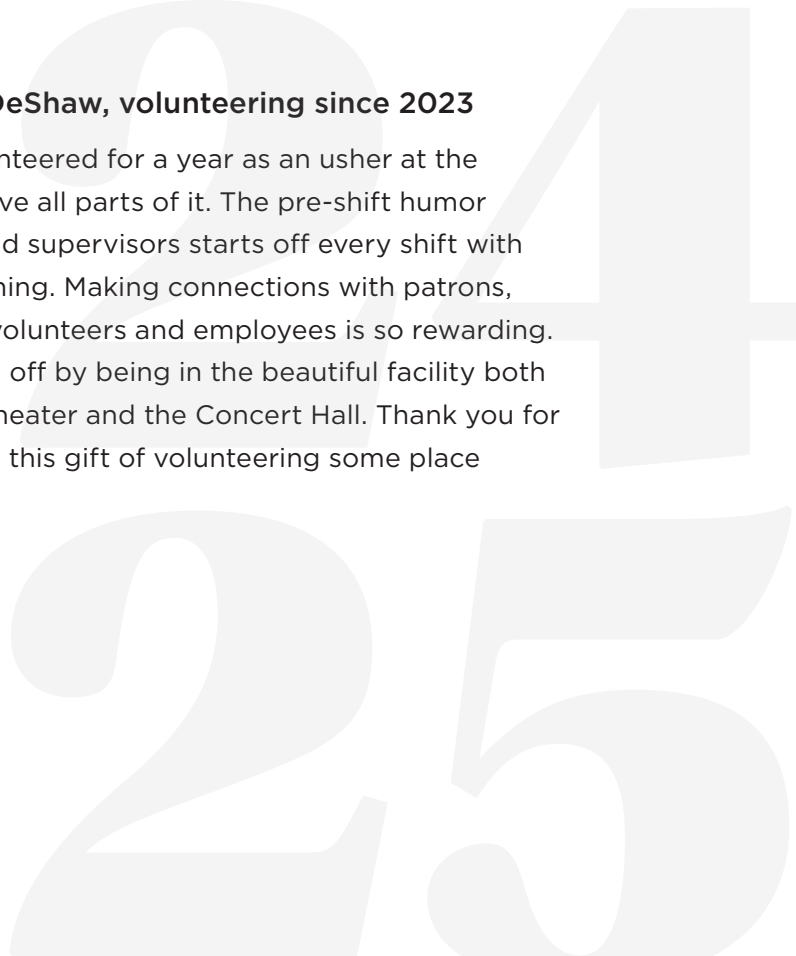 DeShaw, volunteering since 2023
nteered for a year as an usher at the
ve all parts of it. The pre-shift humor
d supervisors starts off every shift with
ning. Making connections with patrons,
volunteers and employees is so rewarding.
off by being in the beautiful facility both
heater and the Concert Hall. Thank you for
this gift of volunteering some place
24
25